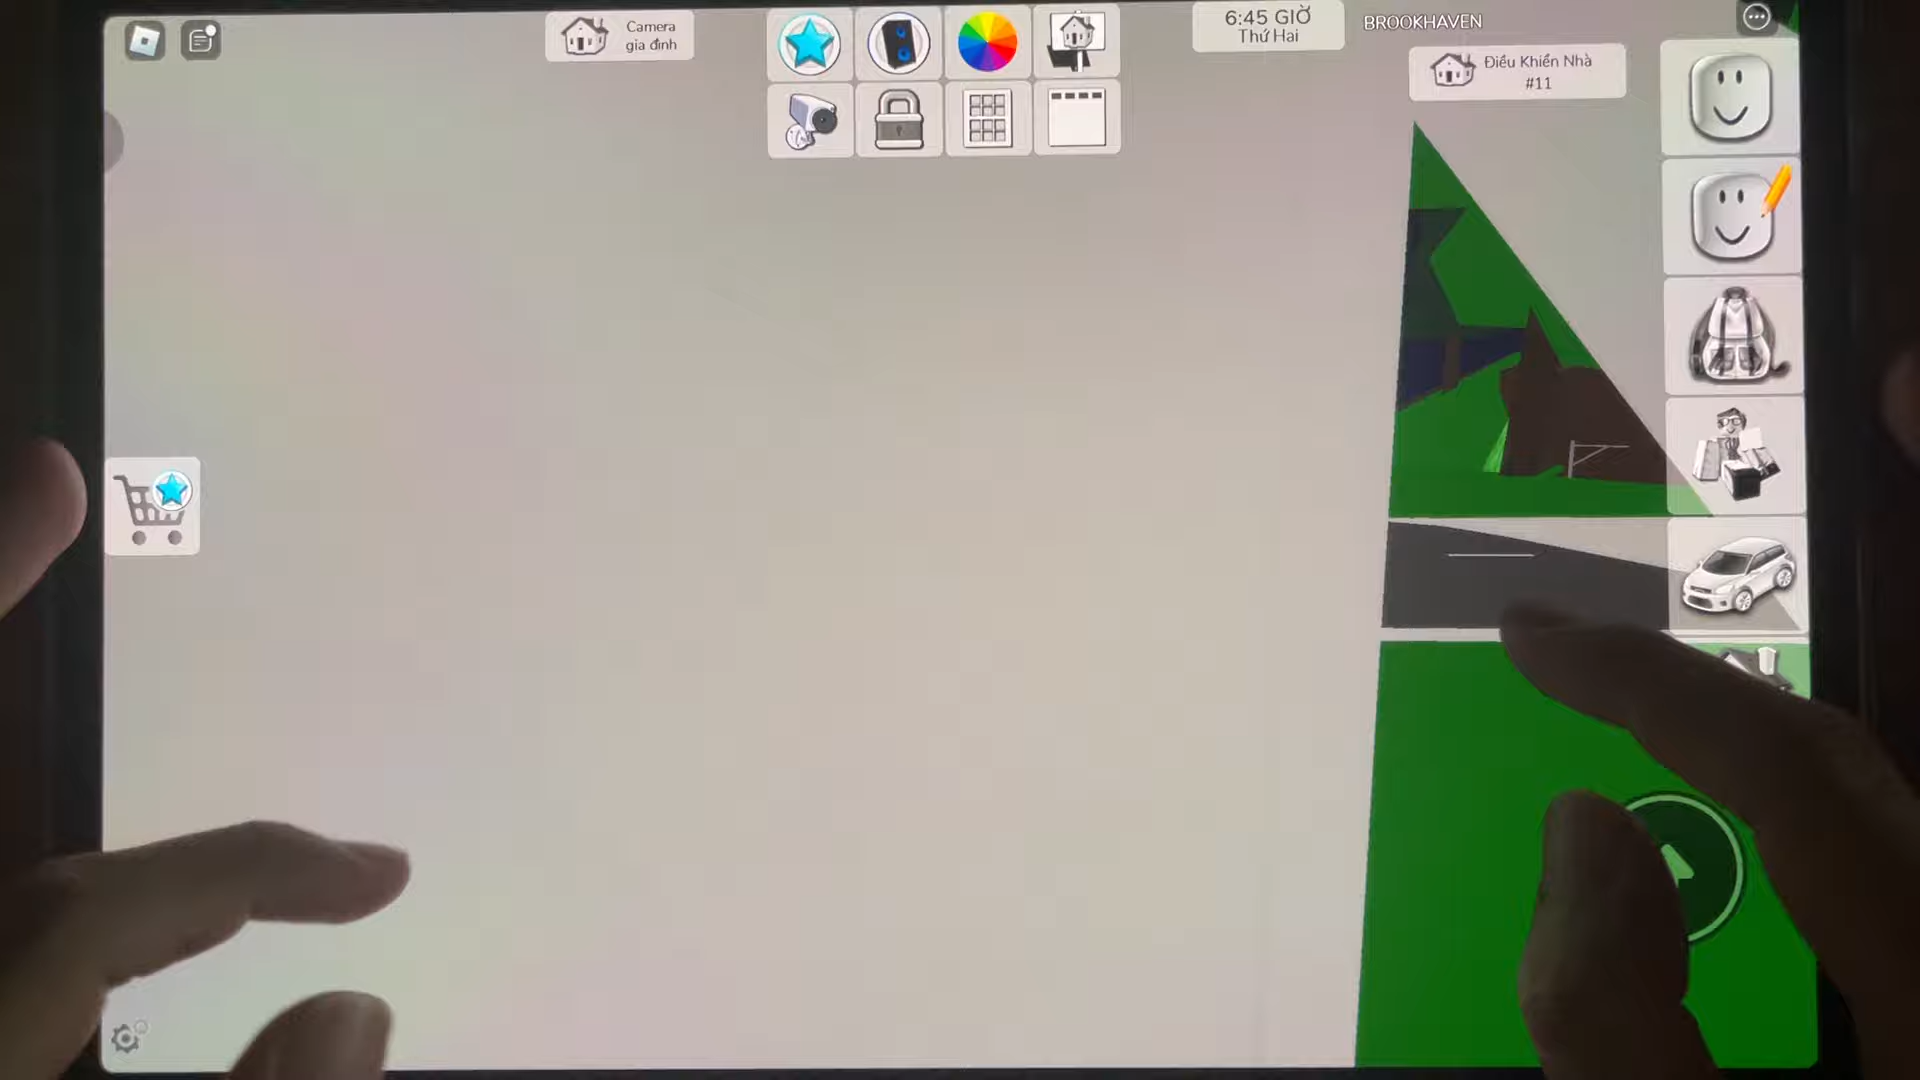 Camera
gia đình
6:45 GIỜ
Thứ Hai
BROOKHAVEN
Điều Khiển Nhà
#11